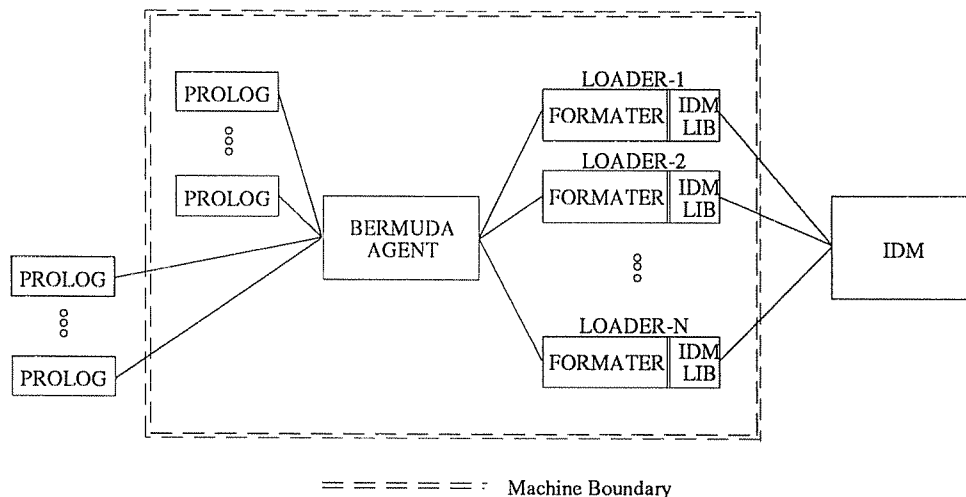 LOADER-1
PROLOG
FORMATER
IDM
LIB
LOADER-2
PROLOG
FORMATER
IDM
LIB
BERMUDA
AGENT
IDM
PROLOG
LOADER-N
PROLOG
FORMATER
IDM
LIB
Machine Boundary